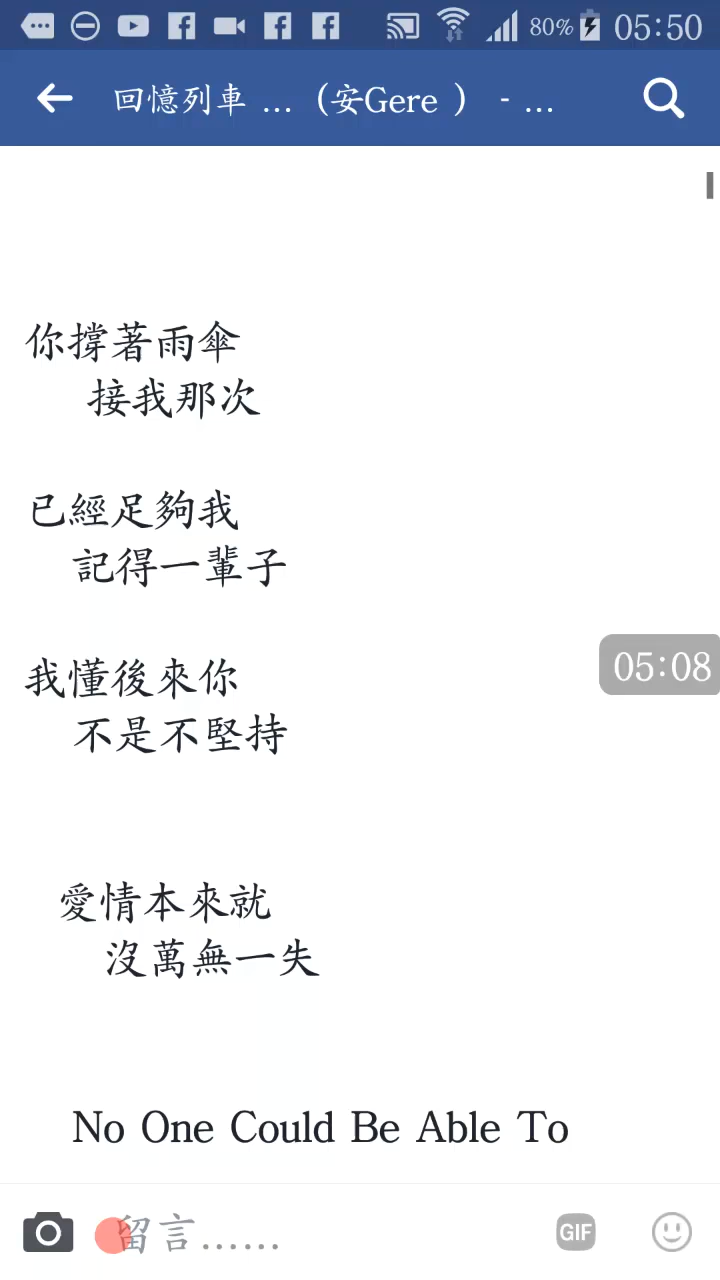 80% 05:50
回憶列車 ... (安Gere ) - ...
你撐著雨傘
接我那次
已經足夠我
記得一輩子
05:08
我懂後來你
不是不堅持
愛情本來就
沒萬無一失
No One Could Be Able To
留言...... GIF